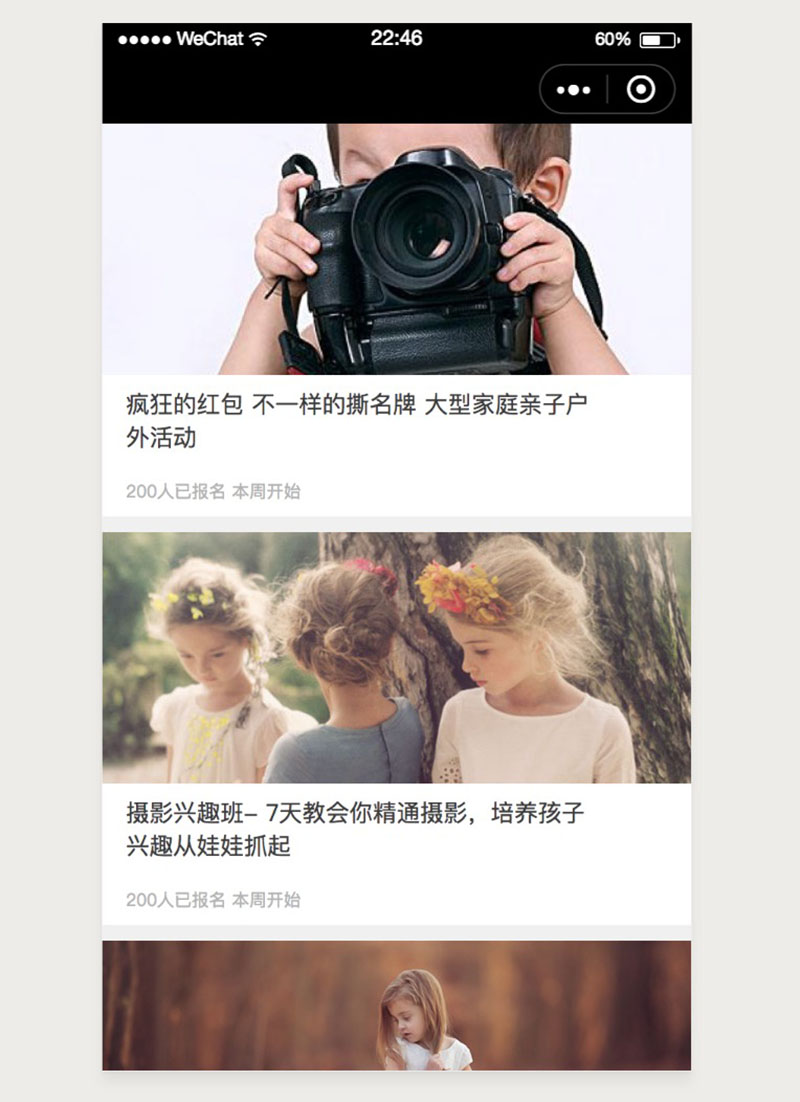 WeChat 22:46 60%
疯狂的红包 不一样的撕名牌 大型家庭亲子户
外活动
200人已报名 本周开始
摄影兴趣班- 7天教会你精通摄影，培养孩子
兴趣从娃娃抓起
200人已报名 本周开始